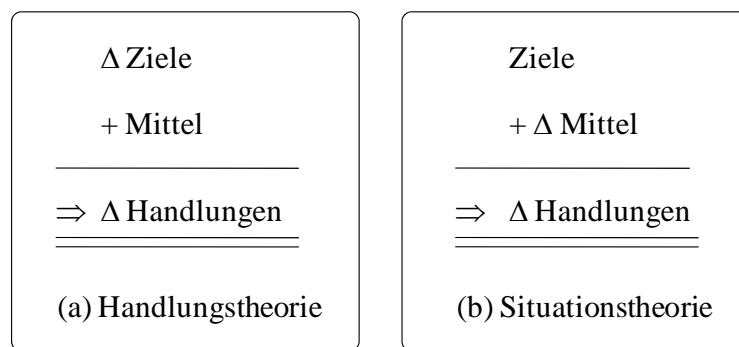 Δ Ziele
+ Mittel
⇒ Δ Handlungen
(a) Handlungstheorie
Ziele
+ Δ Mittel
⇒ Δ Handlungen
(b) Situationstheorie